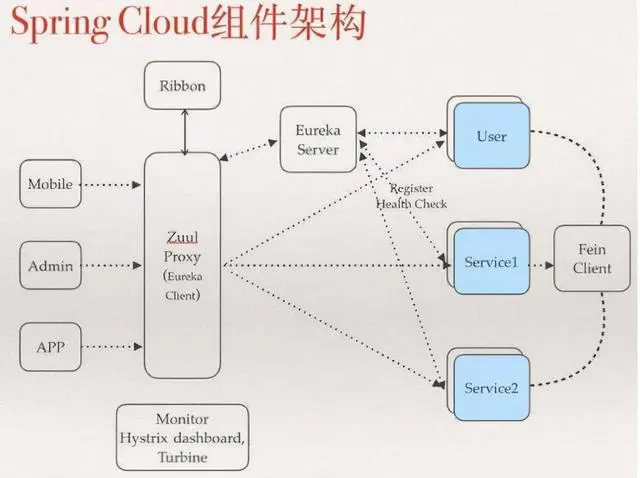 Spring Cloud组件架构
Ribbon
Eureka
Server
User
Mobile
Register
Health Check
Zuul
Proxy
(Eureka
Client)
Admin
Service1
Fein
Client
APP
Service2
Monitor
Hystrix dashboard,
Turbine